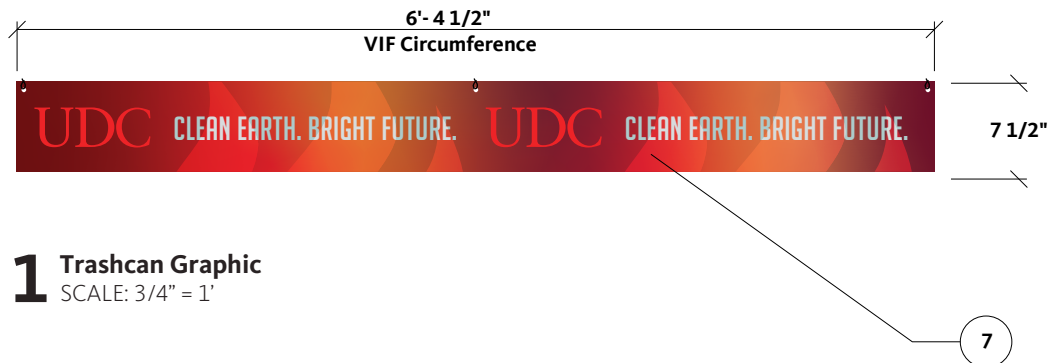 6'- 4 1/2"
VIF Circumference
UDC CLEAN EARTH. BRIGHT FUTURE. UDC CLEAN EARTH. BRIGHT FUTURE.
7 1/2"
1 Trashcan Graphic
SCALE: 3/4” = 1’
7